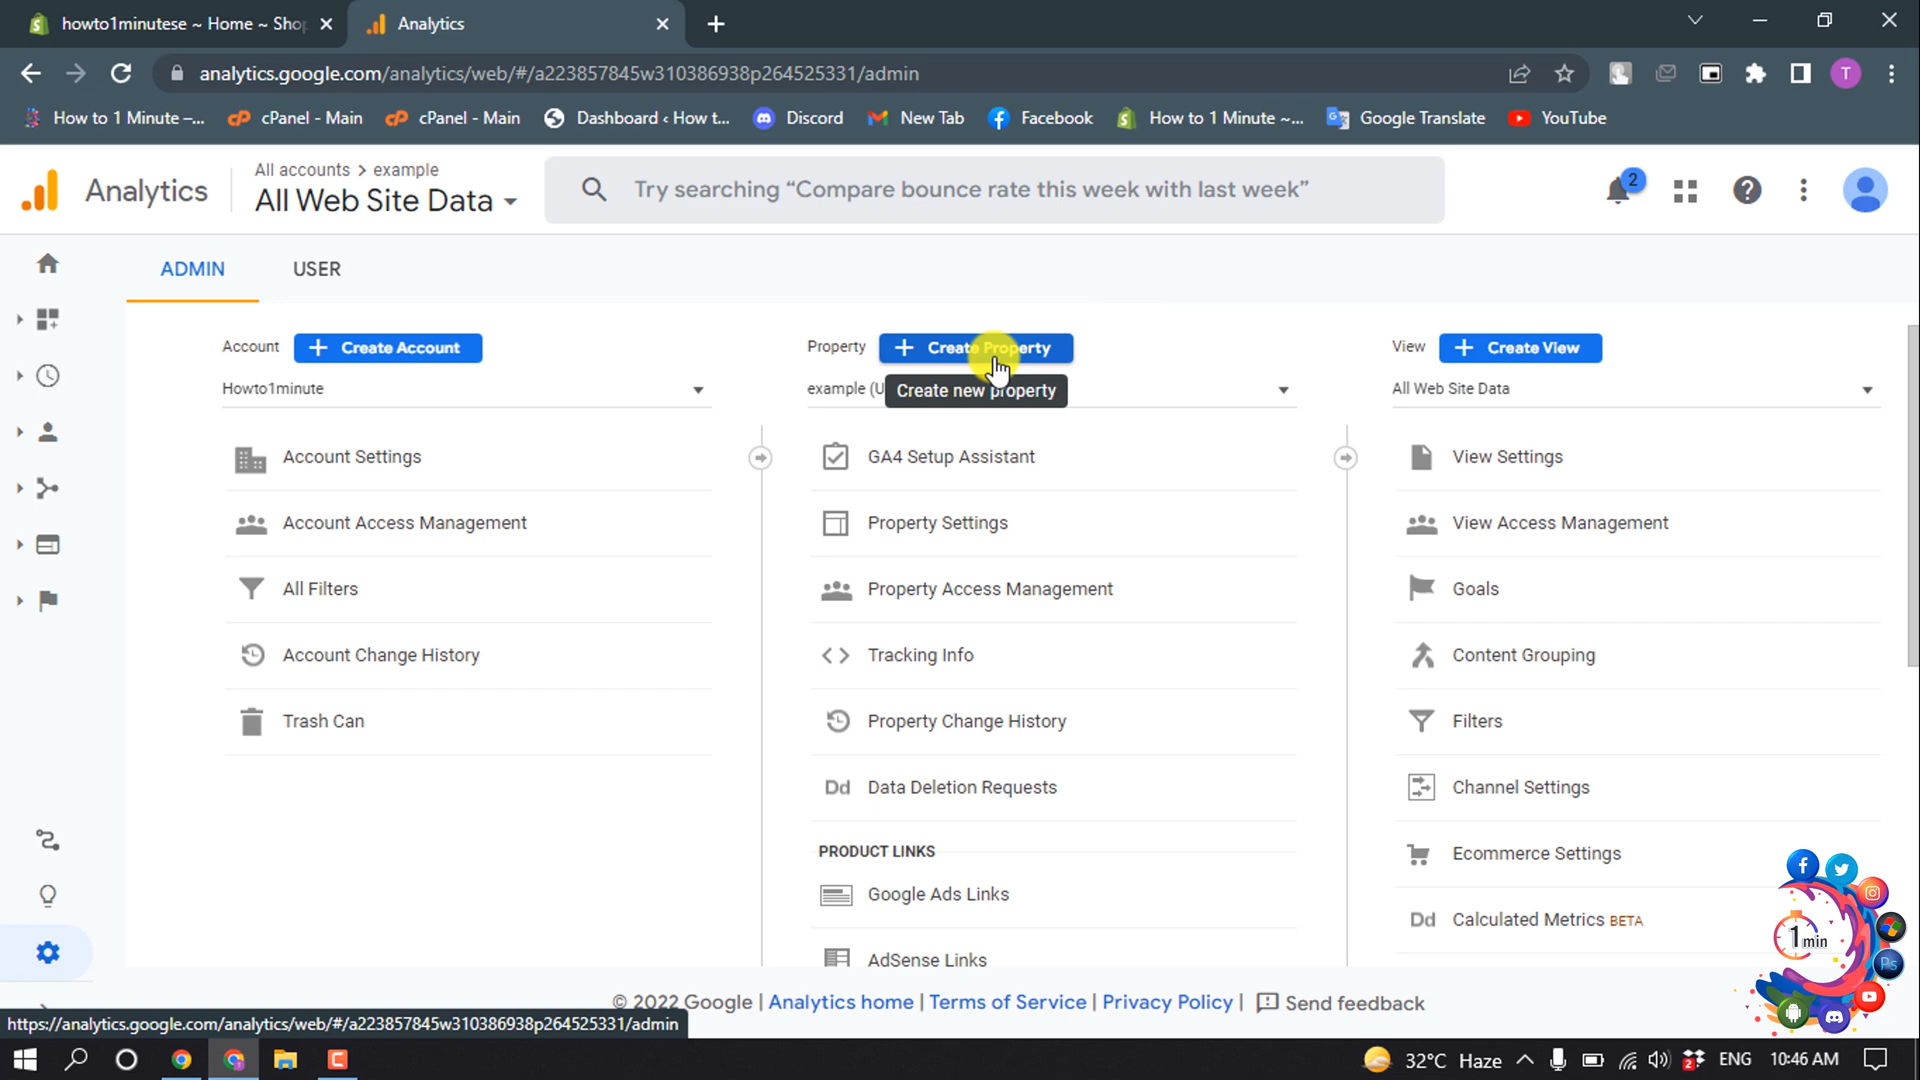 howto1minutese ~ Home ~ Shop
Analytics
analytics.google.com/analytics/web/#/a223857845w310386938p264525331/admin
T
How to 1 Minute –...
cPanel - Main
cPanel - Main
Dashboard ‹ How t...
Discord
New Tab
Facebook
How to 1 Minute ~...
Google Translate
YouTube
Analytics
All accounts > example
All Web Site Data
Try searching “Compare bounce rate this week with last week”
2
ADMIN
USER
Account
Create Account
Howto1minute
Account Settings
Account Access Management
All Filters
Account Change History
Trash Can
Property
Create Property
example (U
Create new property
GA4 Setup Assistant
Property Settings
Property Access Management
Tracking Info
Property Change History
Dd Data Deletion Requests
PRODUCT LINKS
Google Ads Links
AdSense Links
View
Create View
All Web Site Data
View Settings
View Access Management
Goals
Content Grouping
Filters
Channel Settings
Ecommerce Settings
Dd Calculated Metrics BETA
1min
Ps
© 2022 Google | Analytics home | Terms of Service | Privacy Policy | Send feedback
https://analytics.google.com/analytics/web/#/a223857845w310386938p264525331/admin
32°C Haze
2
ENG
10:46 AM